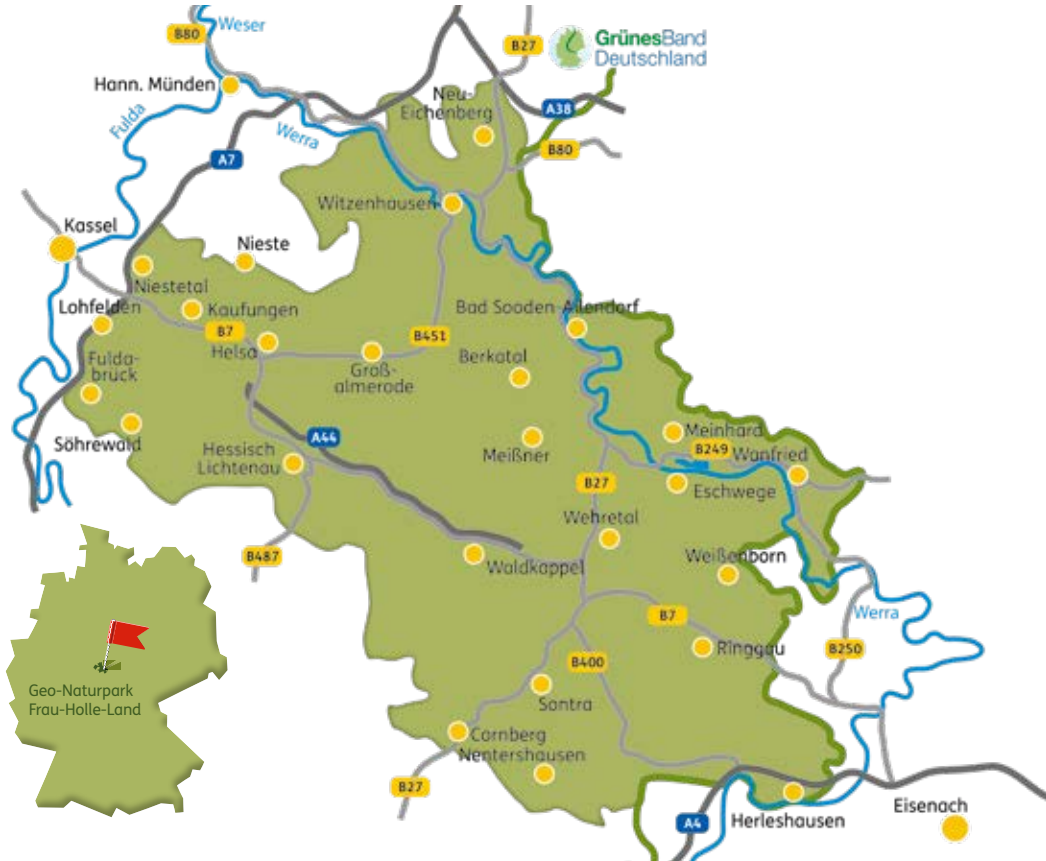 Weser
B80
B27
GrünesBand
Deutschland
Hann. Münden
Neu-
Eichenberg
A38
Fulda
Werra
B80
A7
Witzenhausen
Kassel
Nieste
Niestetal
Lohfelden
Kaufungen
Bad Sooden-Allendorf
B7
B451
Helsa
Berkatal
Fulda-
brück
Groß-
almerode
Söhrewald
A44
Meinhard
Hessisch
Lichtenau
Meißner
B249
Wanfried
B27
Eschwege
Wehretal
B487
Waldkappel
Weißenborn
B7
Werra
Ringgau
B250
B400
Geo-Naturpark
Frau-Holle-Land
Sontra
Cornberg
Nentershausen
B27
A4
Herleshausen
Eisenach